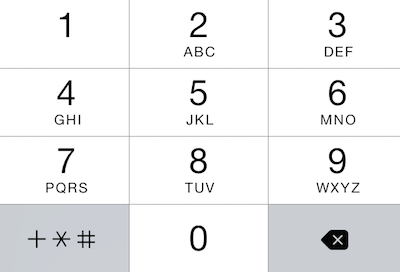 1 2 3
ABC DEF
4 5 6
GHI JKL MNO
7 8 9
PQRS TUV WXYZ
+*# 0